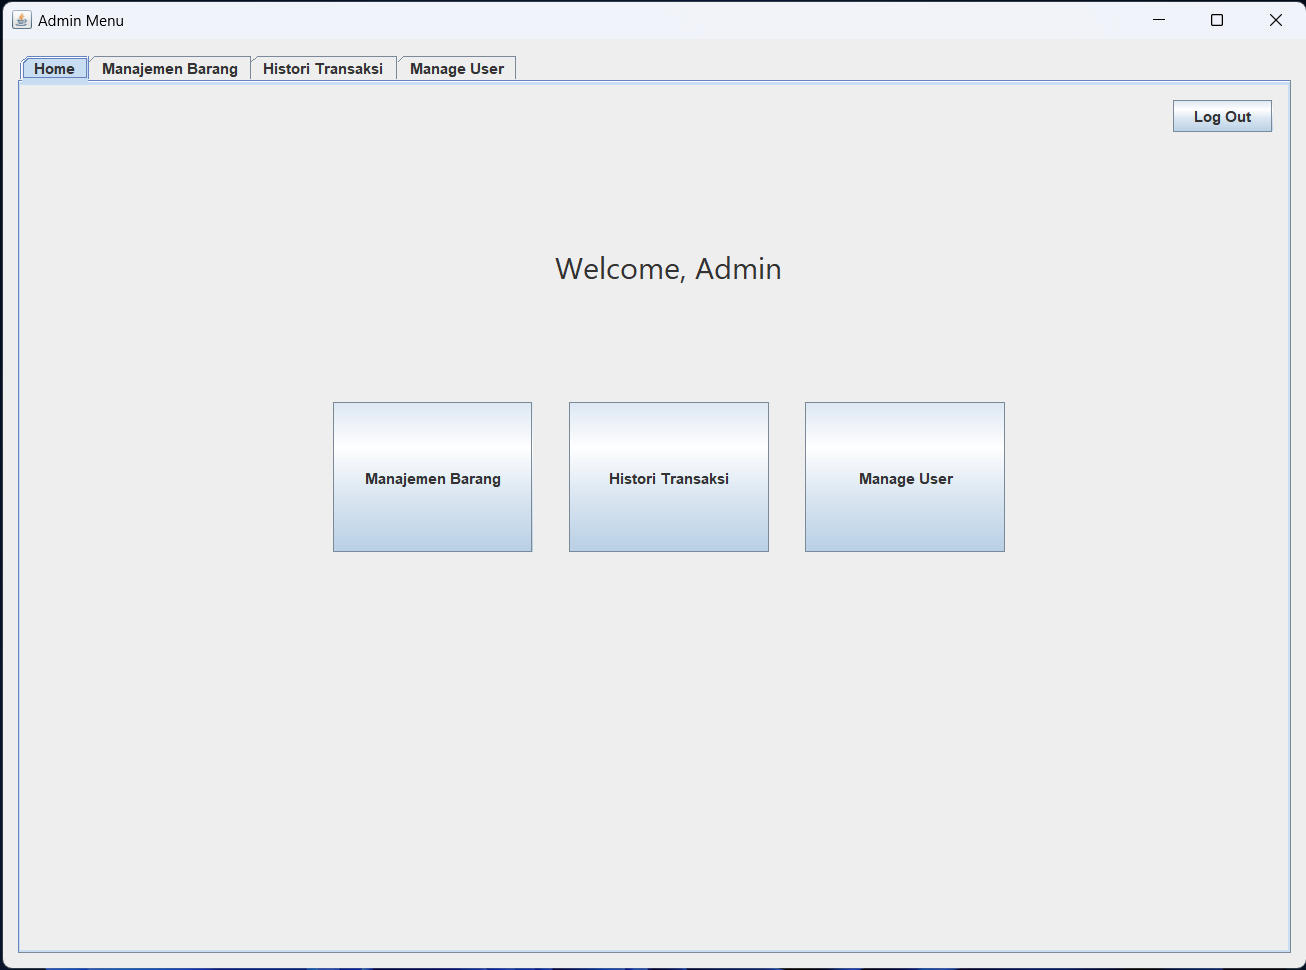 Admin Menu
Home Manajemen Barang Histori Transaksi Manage User
Log Out
Welcome, Admin
Manajemen Barang Histori Transaksi Manage User